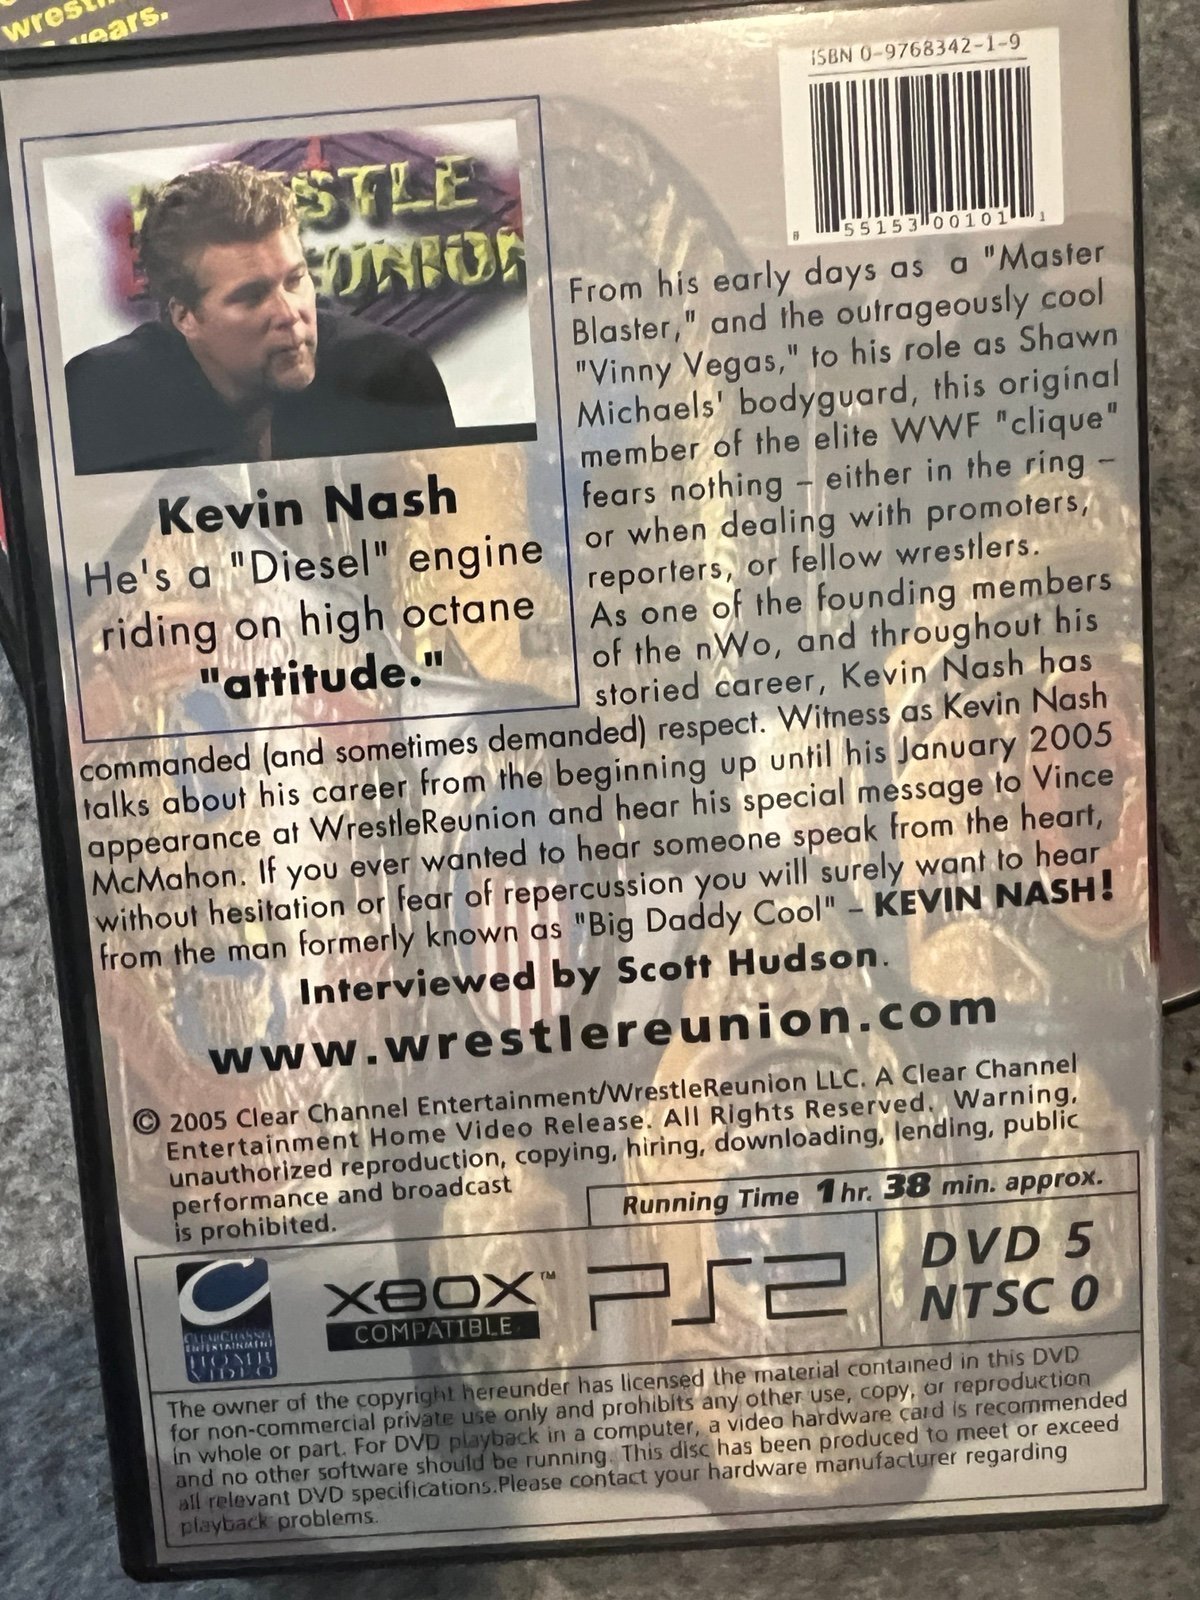 wrestl
years.
ISBN 0-9768342-1-9
8 55153 00101 1
STLE
UNION
Kevin Nash
He's a "Diesel" engine
riding on high octane
"attitude."
From his early days as a "Master
Blaster," and the outrageously cool
"Vinny Vegas," to his role as Shawn
Michaels' bodyguard, this original
member of the elite WWF "clique"
fears nothing – either in the ring –
or when dealing with promoters,
reporters, or fellow wrestlers.
As one of the founding members
of the nWo, and throughout his
storied career, Kevin Nash has
commanded (and sometimes demanded) respect. Witness as Kevin Nash
talks about his career from the beginning up until his January 2005
appearance at WrestleReunion and hear his special message to Vince
McMahon. If you ever wanted to hear someone speak from the heart,
without hesitation or fear of repercussion you will surely want to hear
from the man formerly known as "Big Daddy Cool" – KEVIN NASH!
Interviewed by Scott Hudson.
www.wrestlereunion.com
© 2005 Clear Channel Entertainment/WrestleReunion LLC. A Clear Channel
Entertainment Home Video Release. All Rights Reserved. Warning,
unauthorized reproduction, copying, hiring, downloading, lending, public
performance and broadcast
is prohibited.
Running Time 1 hr. 38 min. approx.
CLEAR CHANNEL
ENTERTAINMENT
HOME
VIDEO
XBOX™
COMPATIBLE
PS2
DVD 5
NTSC 0
The owner of the copyright hereunder has licensed the material contained in this DVD
for non-commercial private use only and prohibits any other use, copy, or reproduction
in whole or part. For DVD playback in a computer, a video hardware card is recommended
and no other software should be running. This disc has been produced to meet or exceed
all relevant DVD specifications.Please contact your hardware manufacturer regarding
playback problems.